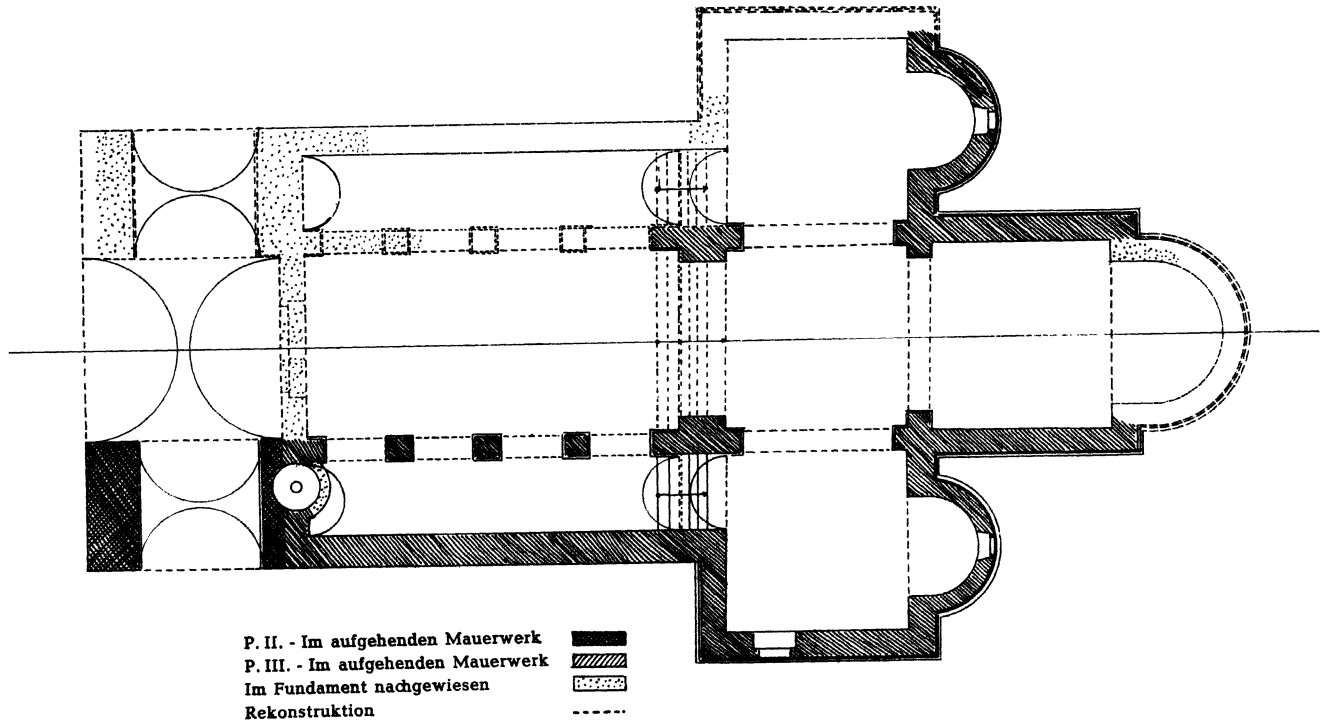 P. II. - Im aufgehenden Mauerwerk
P. III. - Im aufgehenden Mauerwerk
Im Fundament nachgewiesen
Rekonstruktion